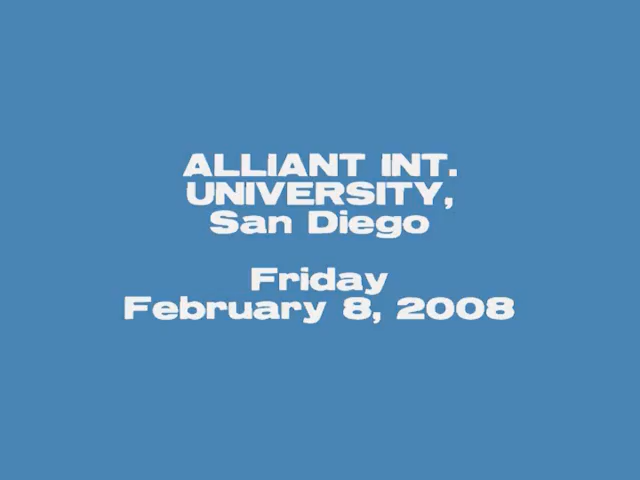 ALLIANT INT.
UNIVERSITY,
San Diego
Friday
February 8, 2008